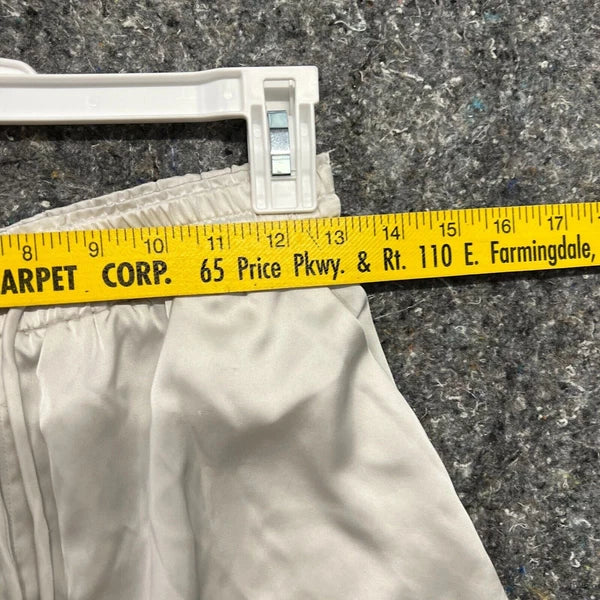 8 9 10 11 12 13 14 15 16 17
ARPET CORP. 65 Price Pkwy. & Rt. 110 E. Farmingdale,